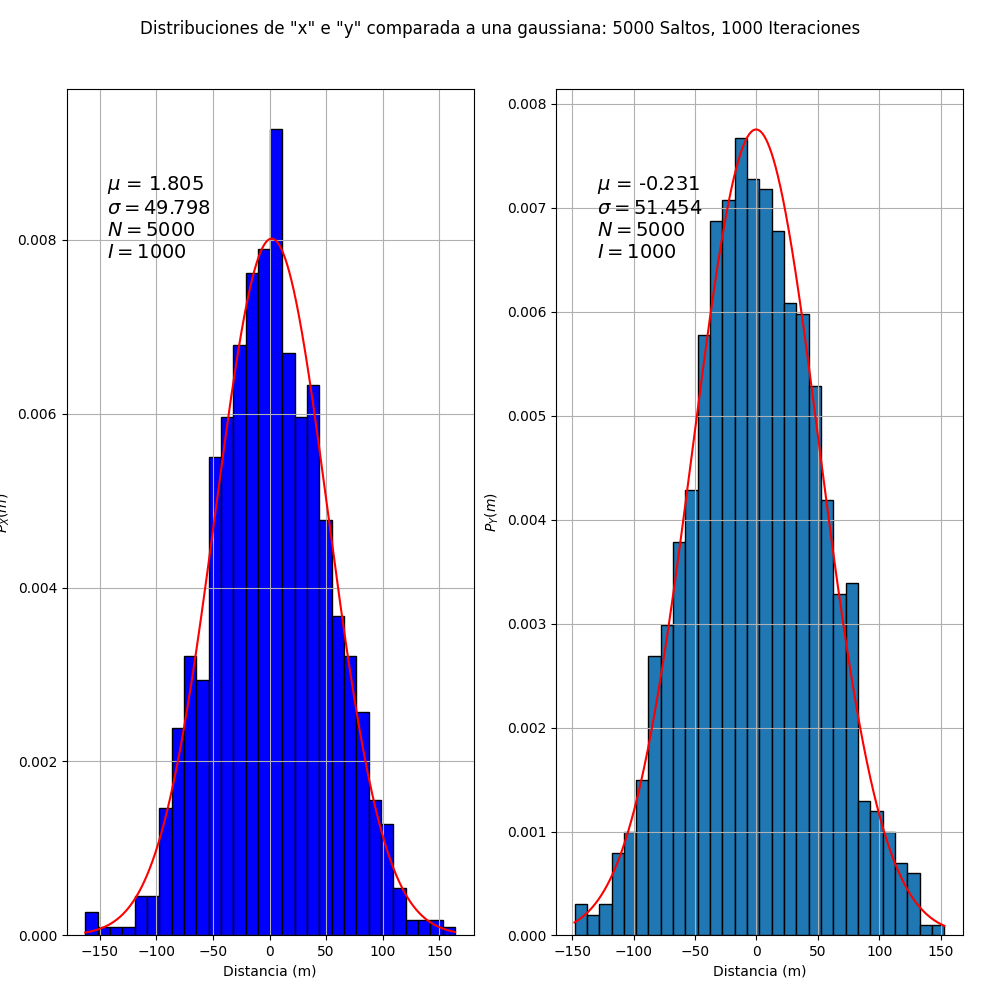 Distribuciones de "x" e "y" comparada a una gaussiana: 5000 Saltos, 1000 Iteraciones
μ = 1.805
σ = 49.798
N = 5000
I = 1000
P_X(m)
0.008
0.006
0.004
0.002
0.000
−150 −100 −50 0 50 100 150
Distancia (m)
μ = -0.231
σ = 51.454
N = 5000
I = 1000
P_Y(m)
0.008
0.007
0.006
0.005
0.004
0.003
0.002
0.001
0.000
−150 −100 −50 0 50 100 150
Distancia (m)